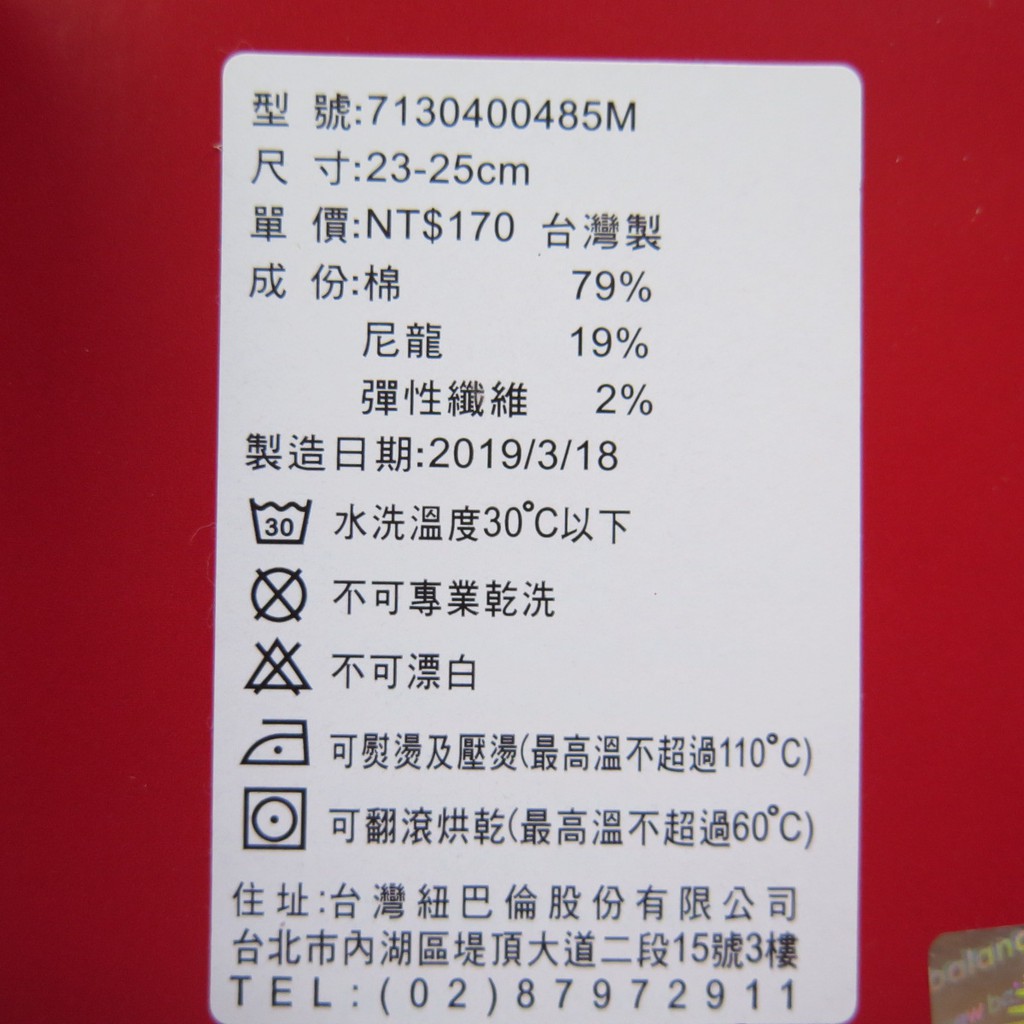 型 號:7130400485M
尺 寸:23-25cm
單 價:NT$170 台灣製
成 份:棉 79%
尼龍 19%
彈性纖維 2%
製造日期:2019/3/18
30 水洗溫度30°C以下
不可專業乾洗
不可漂白
可熨燙及壓燙(最高溫不超過110°C)
可翻滾烘乾(最高溫不超過60°C)
住址:台灣紐巴倫股份有限公司
台北市內湖區堤頂大道二段15號3樓
TEL:(02)87972911